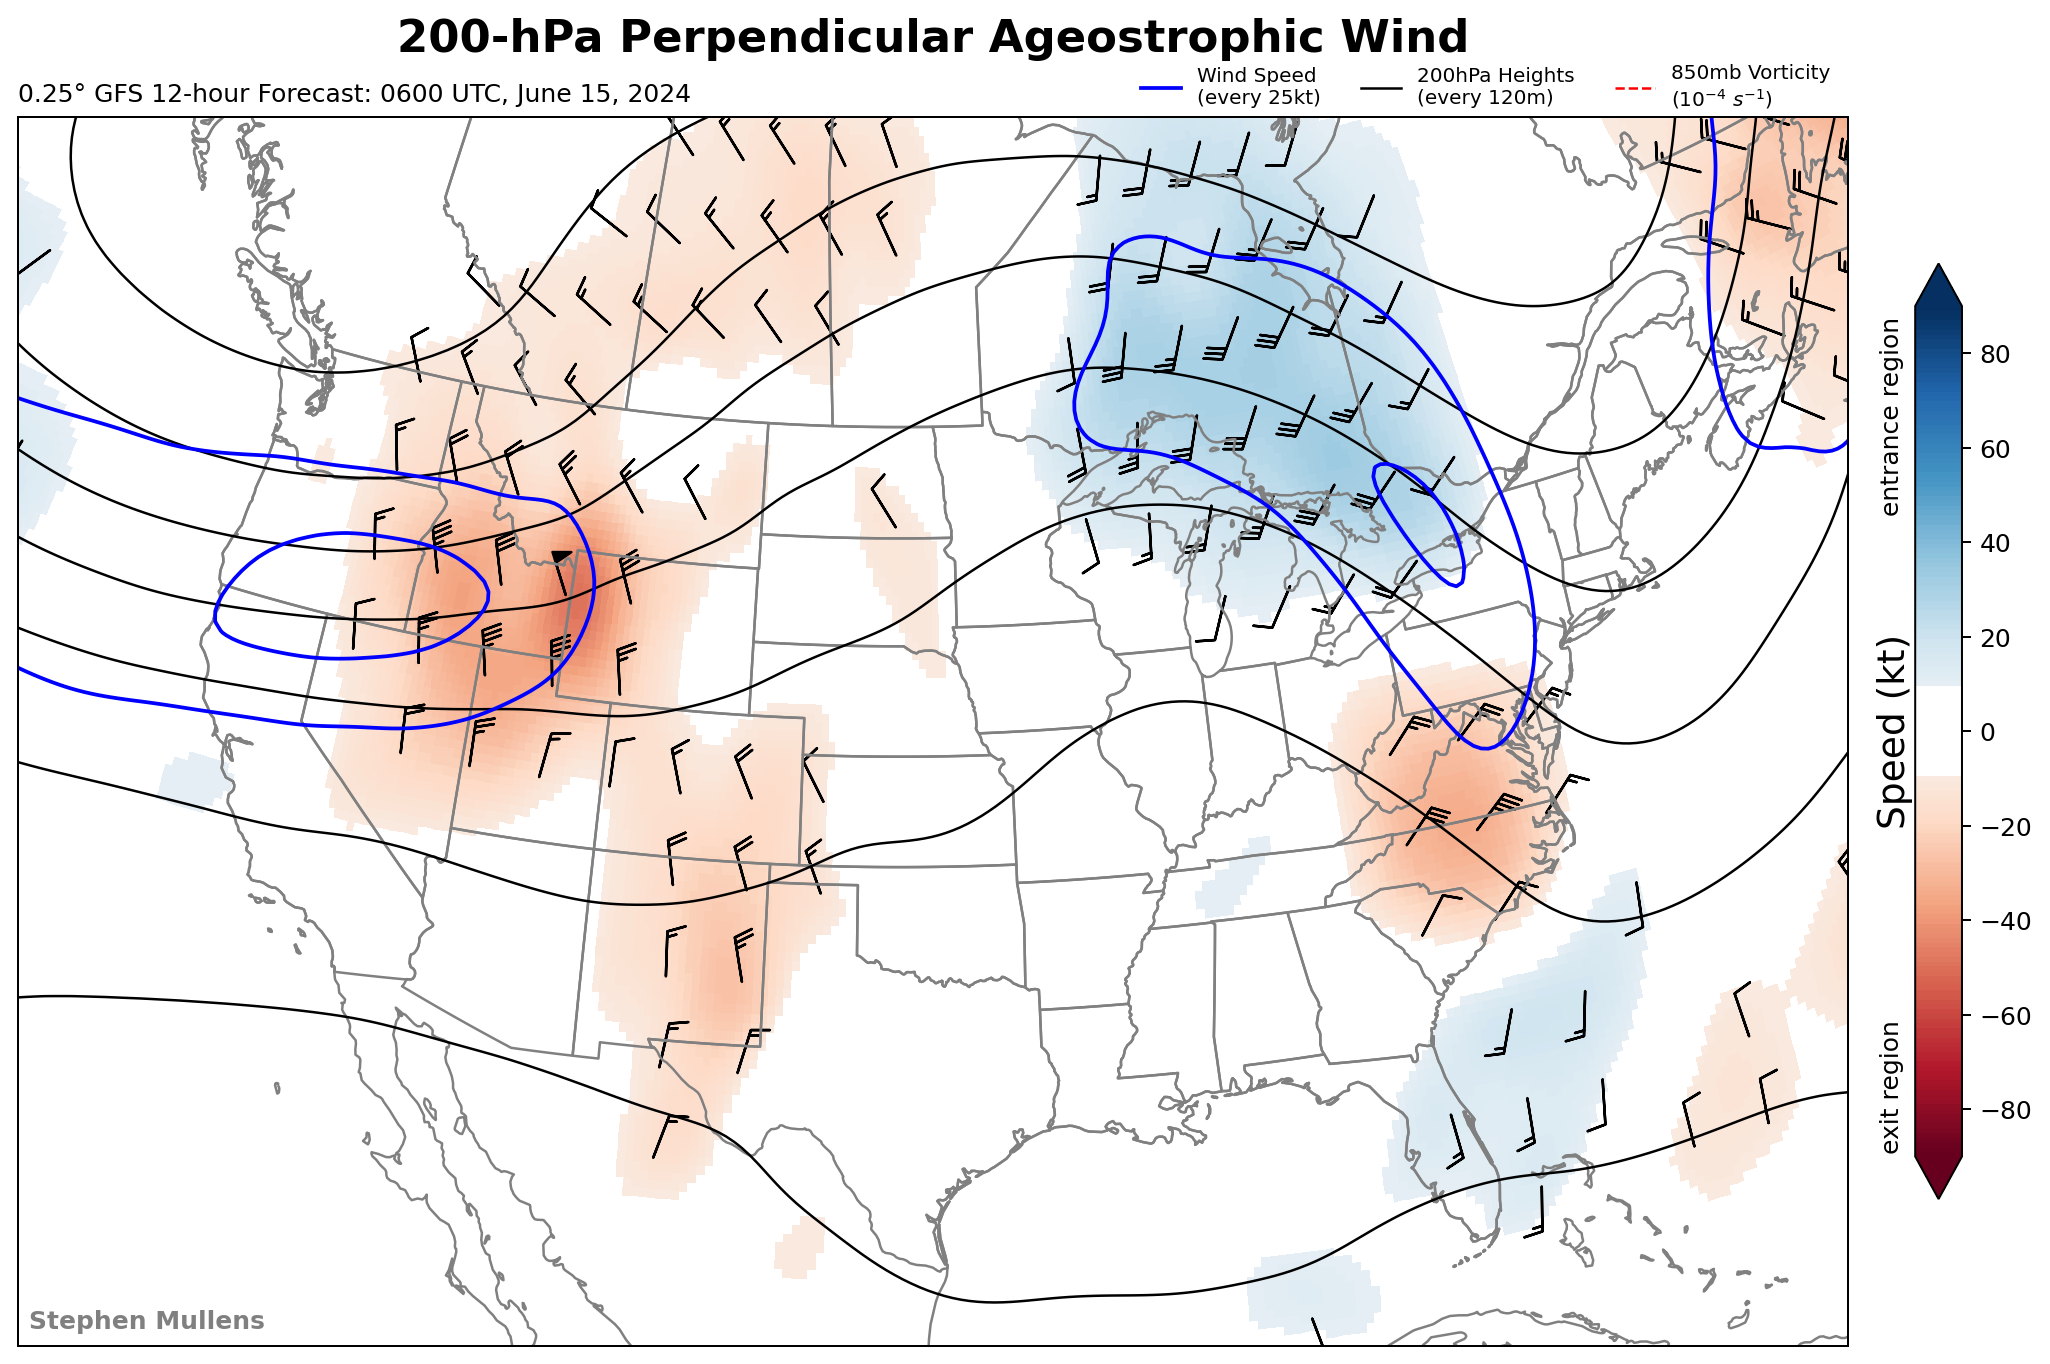 200-hPa Perpendicular Ageostrophic Wind
0.25° GFS 12-hour Forecast: 0600 UTC, June 15, 2024
Wind Speed
(every 25kt)
200hPa Heights
(every 120m)
850mb Vorticity
(10⁻⁴ s⁻¹)
entrance region
Speed (kt)
exit region
80
60
40
20
0
−20
−40
−60
−80
Stephen Mullens